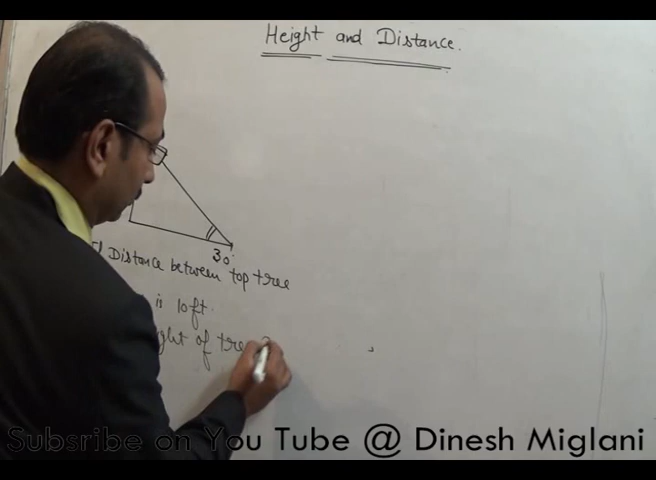 Height and Distance.
30°
Distance between top tree
is 10ft.
of tree
Subsribe on You Tube @ Dinesh Miglani